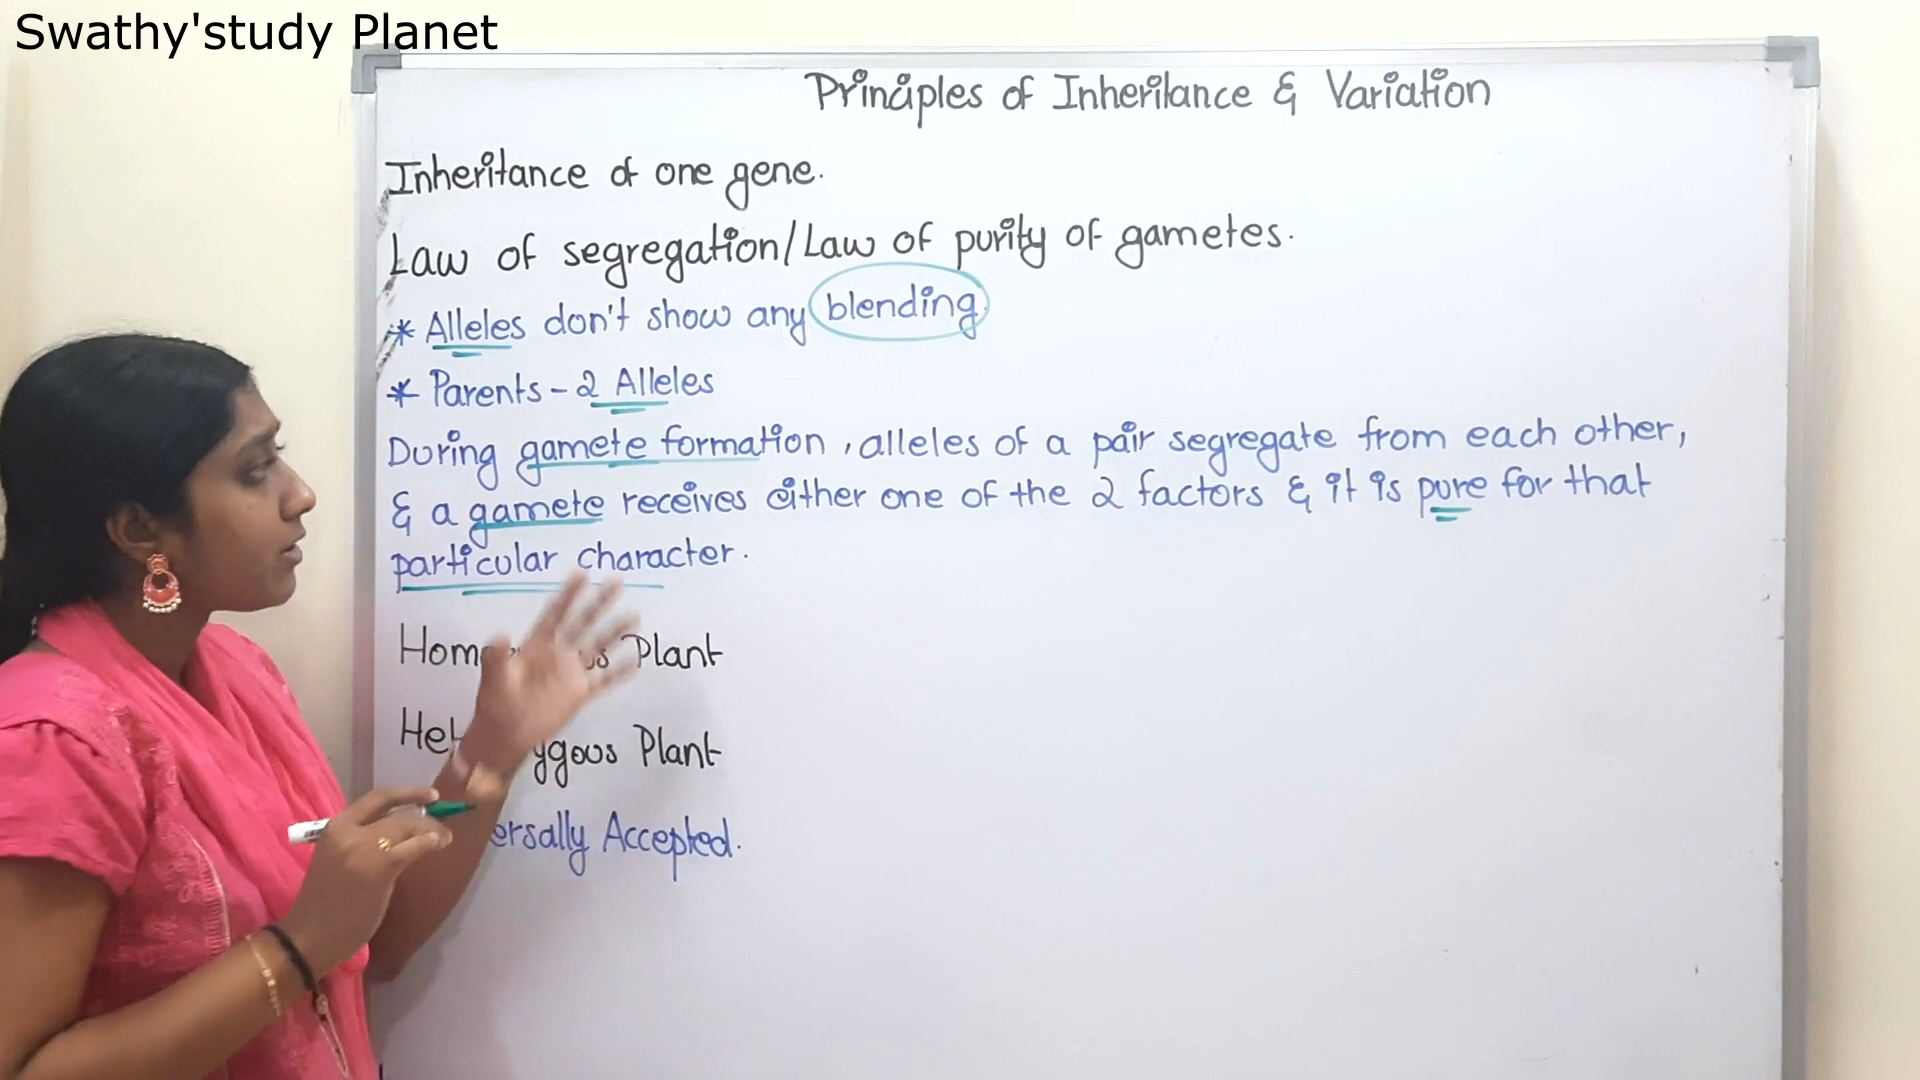 Swathy'study Planet
Principles of Inheritance & Variation
Inheritance of one gene.
Law of segregation/Law of purity of gametes.
* Alleles don't show any blending.
* Parents - 2 Alleles
During gamete formation, alleles of a pair segregate from each other,
& a gamete receives either one of the 2 factors & it is pure for that
particular character.
Plant
Plant
Accepted.